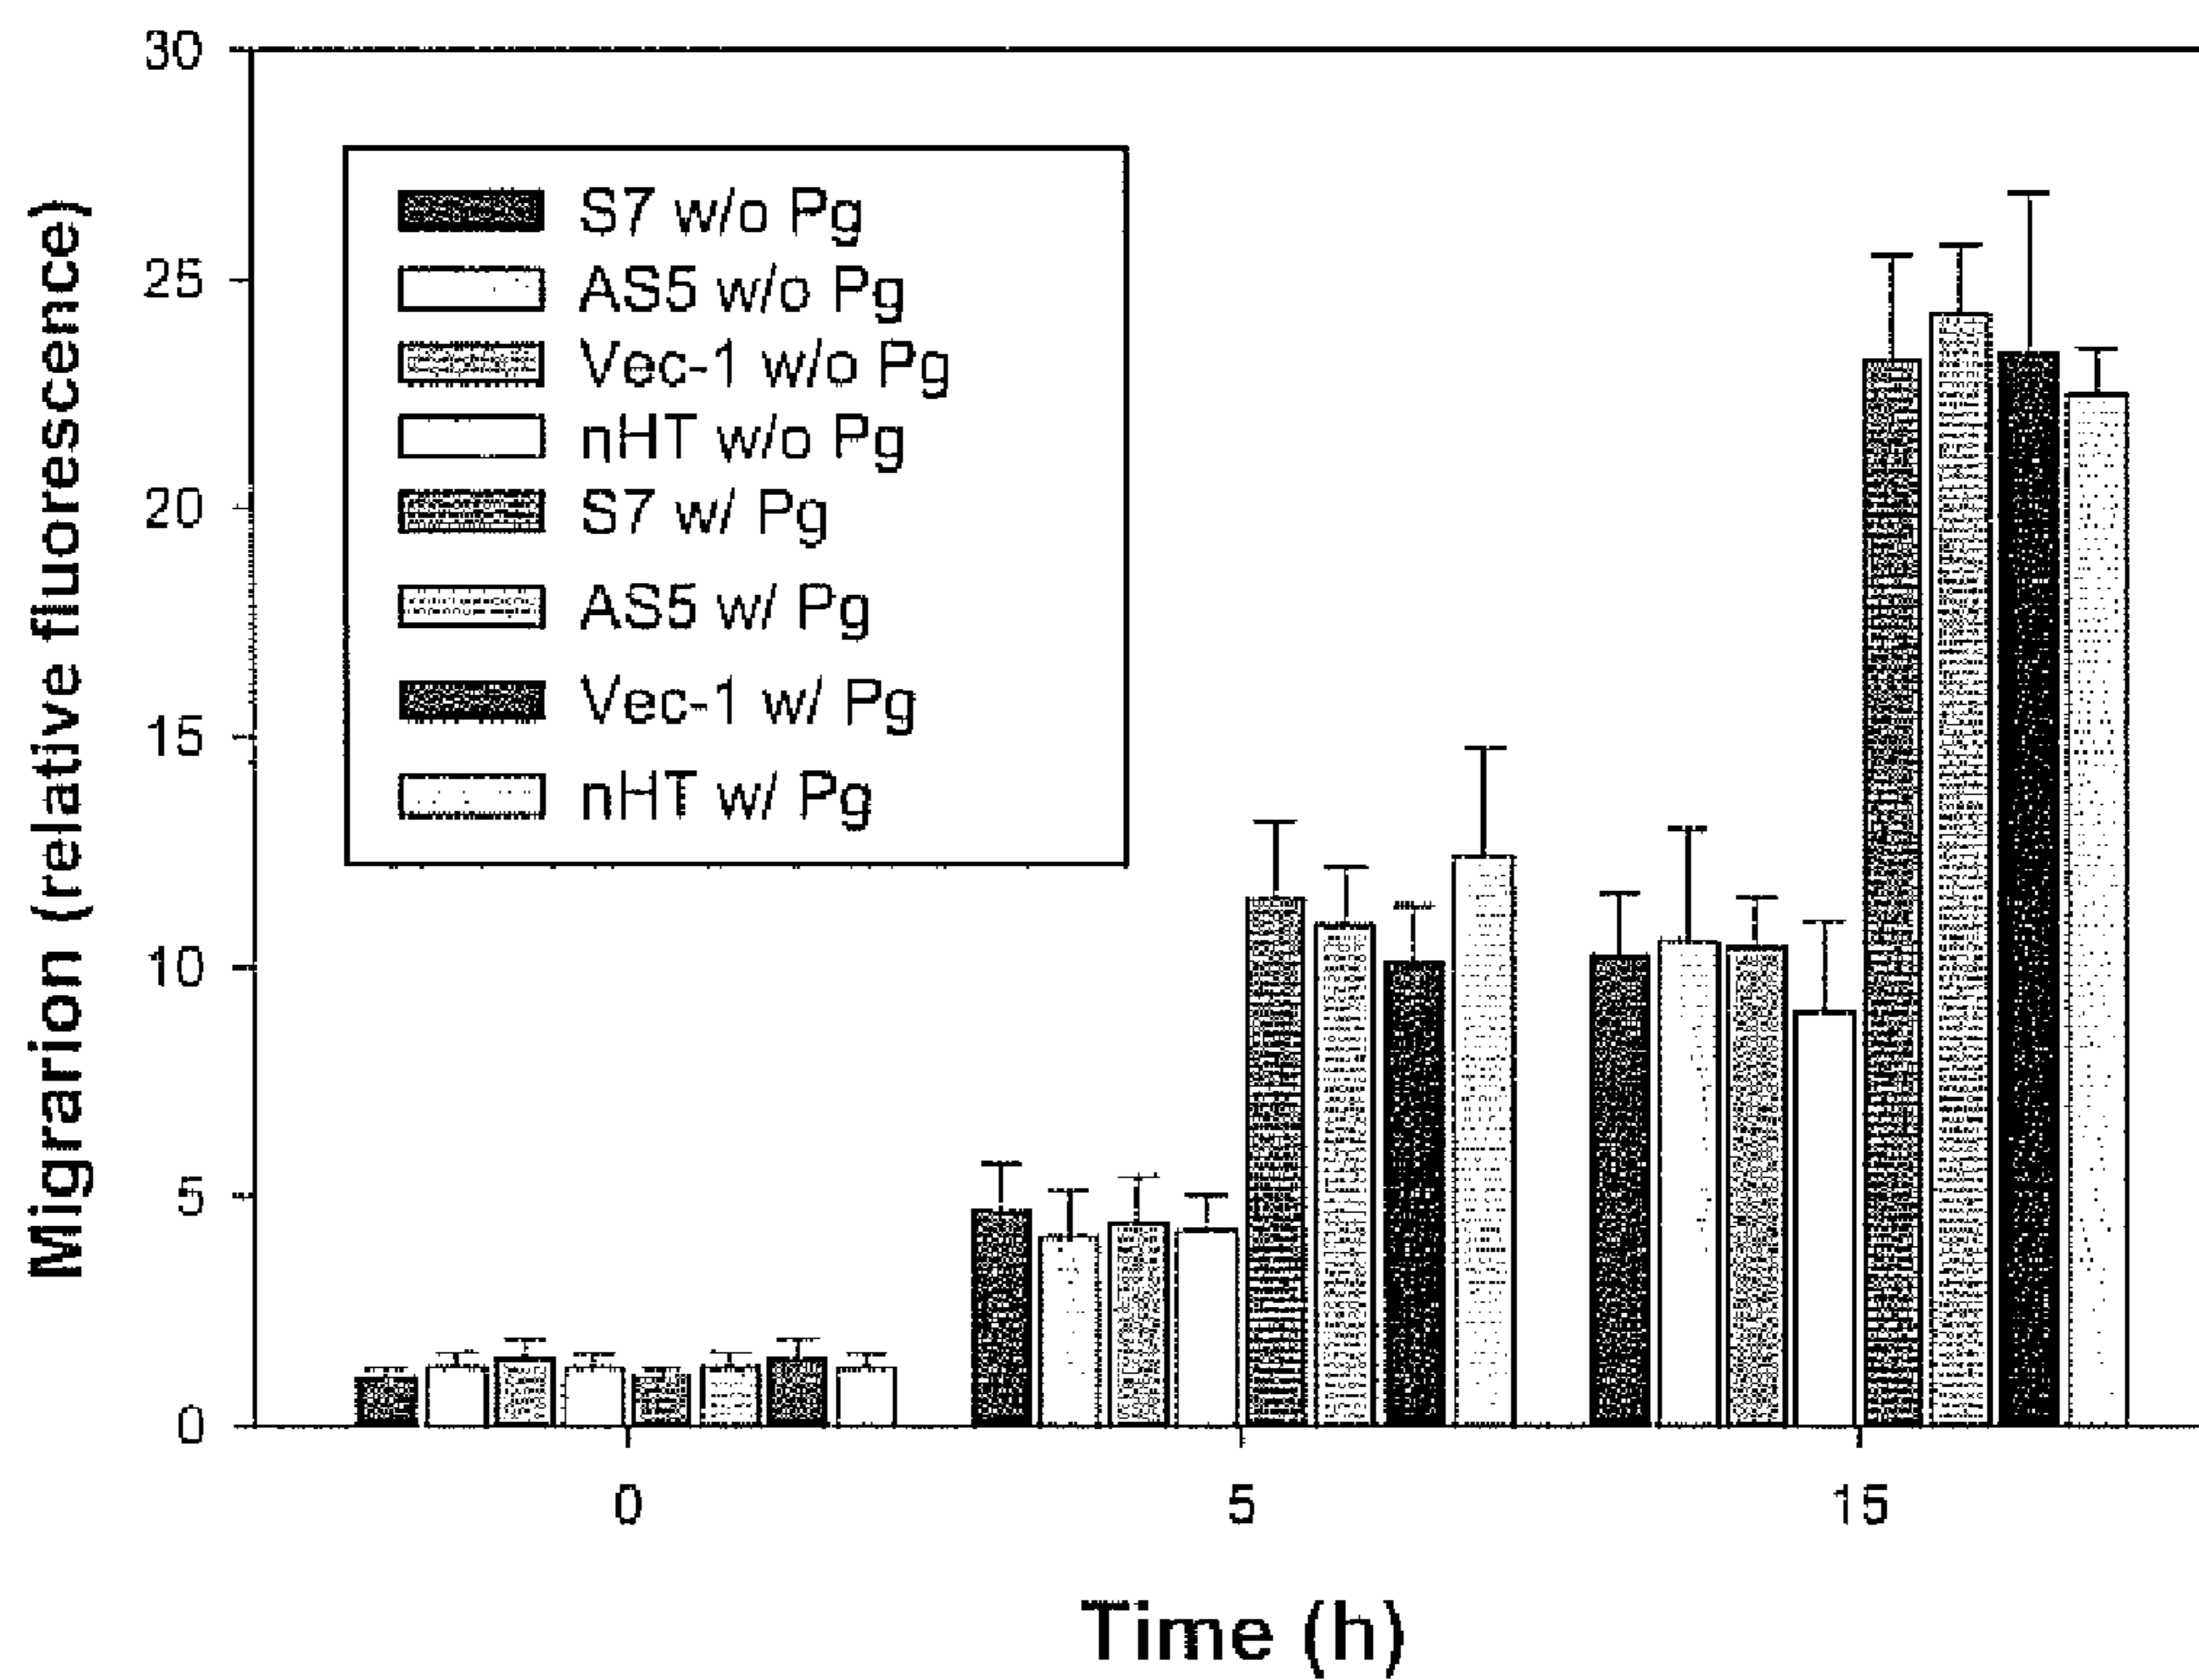 30
25
20
15
10
5
0
Migrarion (relative fluorescence)
S7 w/o Pg
AS5 w/o Pg
Vec-1 w/o Pg
nHT w/o Pg
S7 w/ Pg
AS5 w/ Pg
Vec-1 w/ Pg
nHT w/ Pg
0 5 15
Time (h)